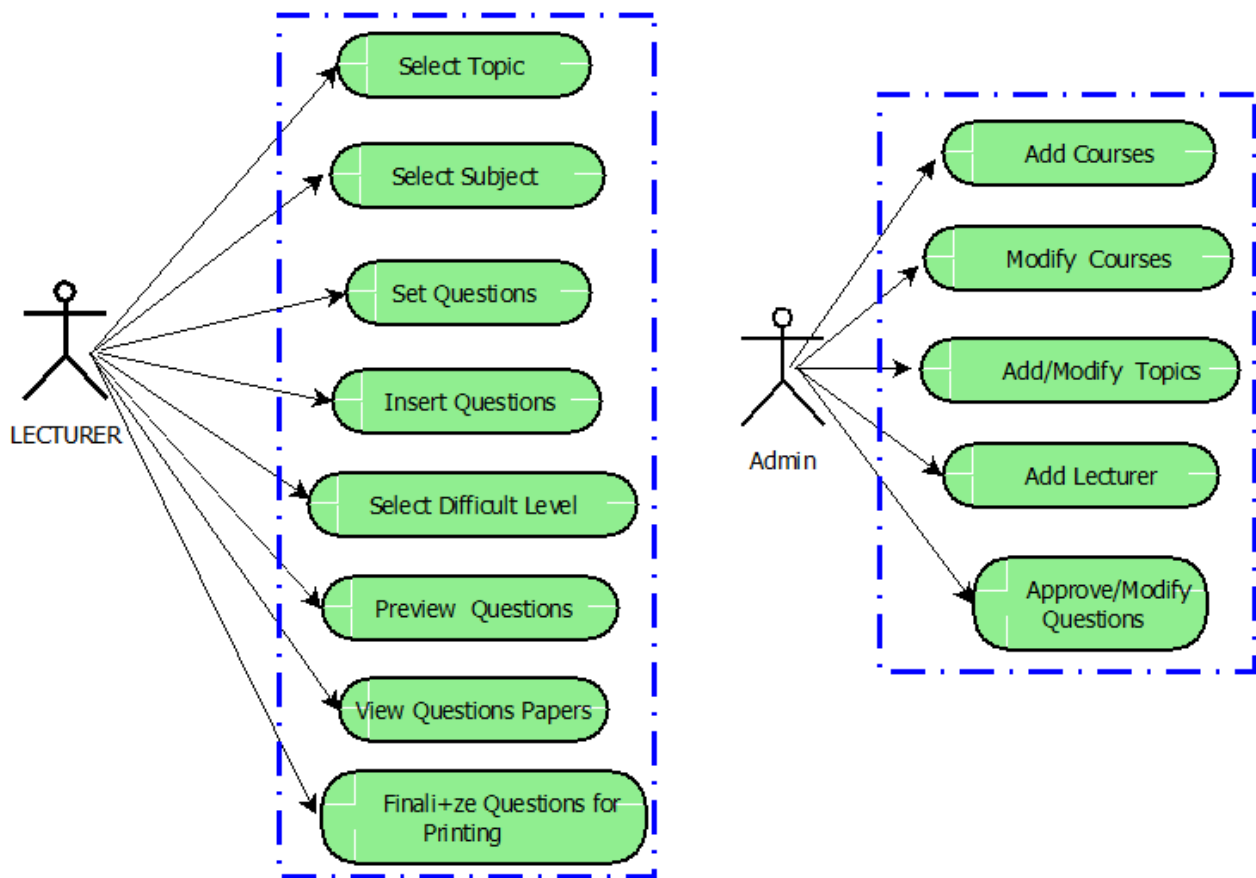 Select Topic
Select Subject
Set Questions
Insert Questions
LECTURER
Select Difficult Level
Preview Questions
View Questions Papers
Finali+ze Questions for
Printing
Add Courses
Modify Courses
Add/Modify Topics
Admin
Add Lecturer
Approve/Modify
Questions